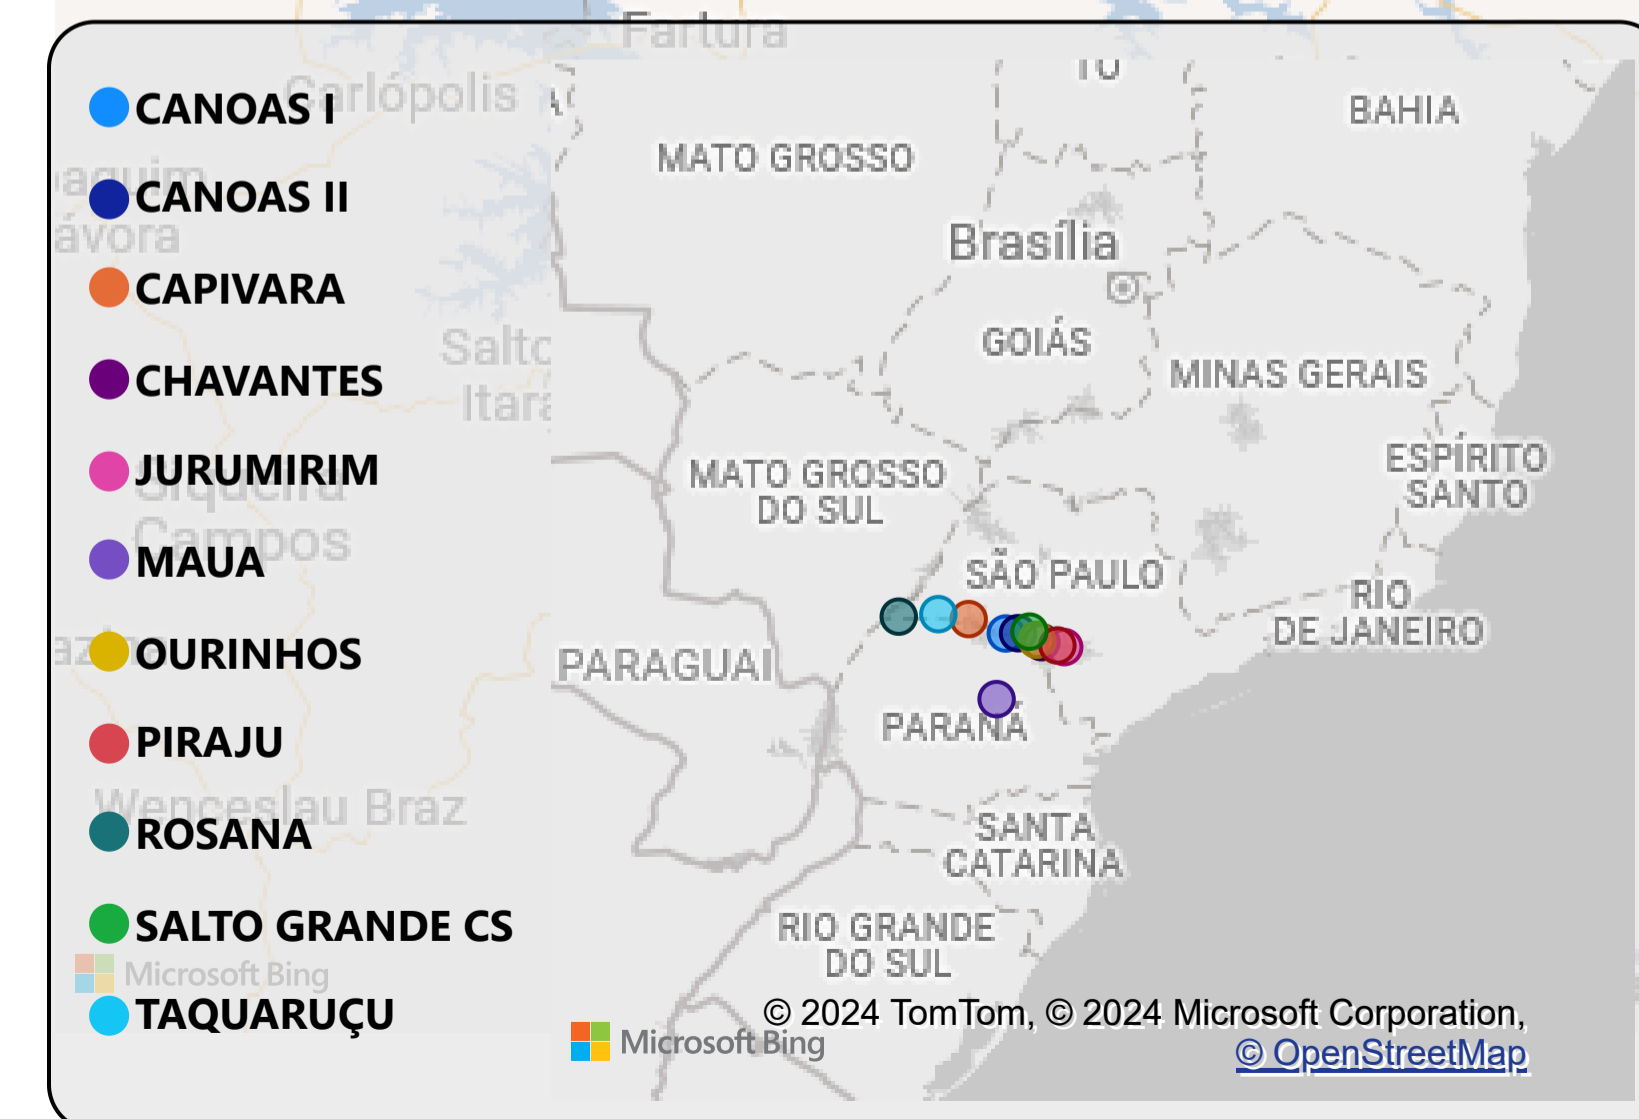 Fartura
Carlópolis
CANOAS I
CANOAS II
ávora
CAPIVARA
Salto
Itara
CHAVANTES
JURUMIRIM
Siqueira
Campos
MAUA
OURINHOS
PIRAJU
Wenceslau Braz
ROSANA
SALTO GRANDE CS
Microsoft Bing
TAQUARUÇU
TO
BAHIA
MATO GROSSO
Brasília
GOIÁS
MINAS GERAIS
MATO GROSSO
DO SUL
ESPÍRITO
SANTO
SÃO PAULO
RIO
DE JANEIRO
PARAGUAI
PARANÁ
SANTA
CATARINA
RIO GRANDE
DO SUL
© 2024 TomTom, © 2024 Microsoft Corporation,
Microsoft Bing
© OpenStreetMap